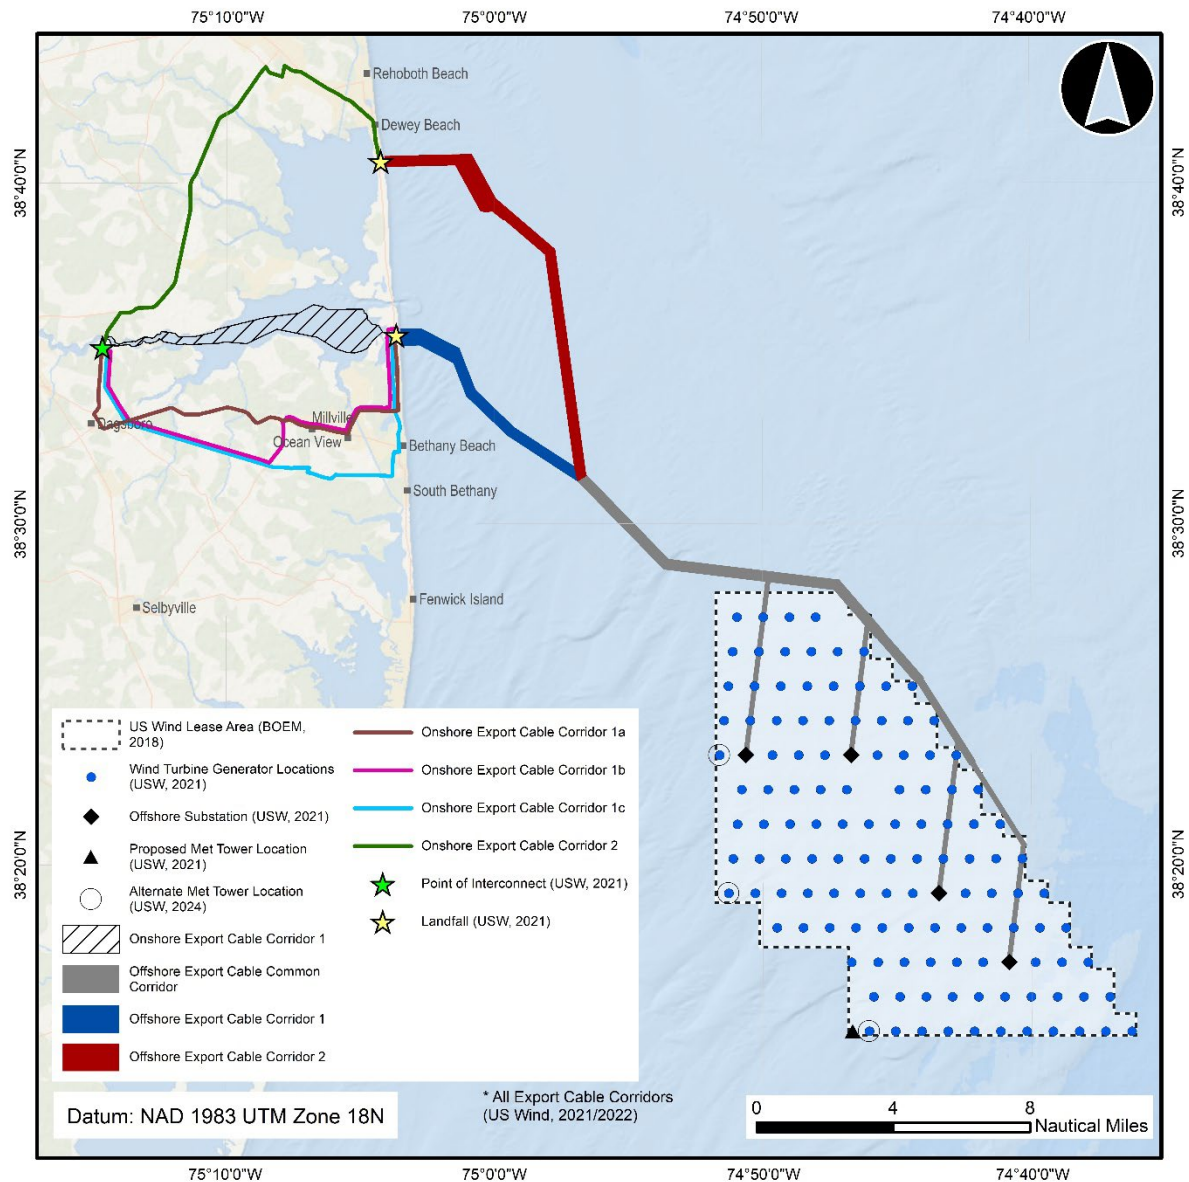 75°10'0"W
75°0'0"W
74°50'0"W
74°40'0"W
Rehoboth Beach
Dewey Beach
38°40'0"N
38°40'0"N
Dagsboro
Millville
Ocean View
Bethany Beach
South Bethany
38°30'0"N
38°30'0"N
Selbyville
Fenwick Island
US Wind Lease Area (BOEM,
2018)
Wind Turbine Generator Locations
(USW, 2021)
Offshore Substation (USW, 2021)
Proposed Met Tower Location
(USW, 2021)
Alternate Met Tower Location
(USW, 2024)
Onshore Export Cable Corridor 1
Offshore Export Cable Common
Corridor
Offshore Export Cable Corridor 1
Offshore Export Cable Corridor 2
Onshore Export Cable Corridor 1a
Onshore Export Cable Corridor 1b
Onshore Export Cable Corridor 1c
Onshore Export Cable Corridor 2
Point of Interconnect (USW, 2021)
Landfall (USW, 2021)
38°20'0"N
38°20'0"N
Datum: NAD 1983 UTM Zone 18N
* All Export Cable Corridors
(US Wind, 2021/2022)
0 4 8
Nautical Miles
75°10'0"W
75°0'0"W
74°50'0"W
74°40'0"W